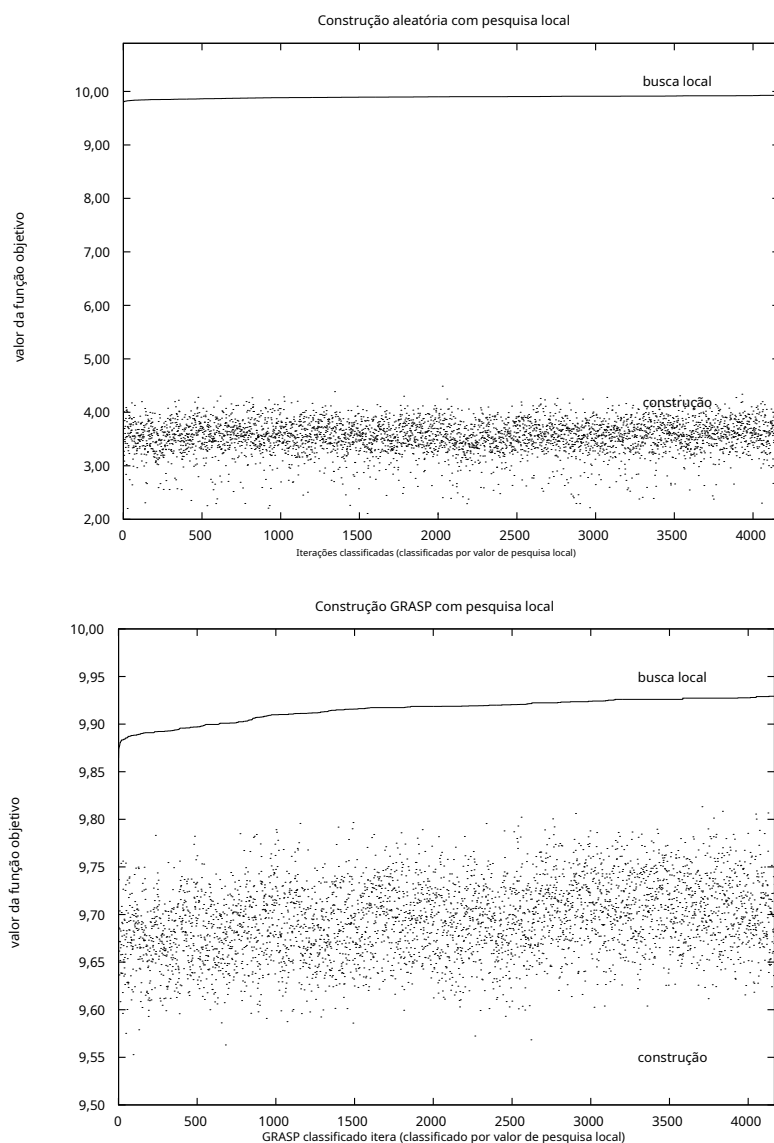 Construção aleatória com pesquisa local
busca local
10,00
9,00
8,00
7,00
6,00
5,00
4,00
3,00
2,00
valor da função objetivo
construção
0 500 1000 1500 2000 2500 3000 3500 4000
Iterações classificadas (classificadas por valor de pesquisa local)
Construção GRASP com pesquisa local
10,00
9,95
9,90
9,85
9,80
9,75
9,70
9,65
9,60
9,55
9,50
busca local
valor da função objetivo
construção
0 500 1000 1500 2000 2500 3000 3500 4000
GRASP classificado itera (classificado por valor de pesquisa local)